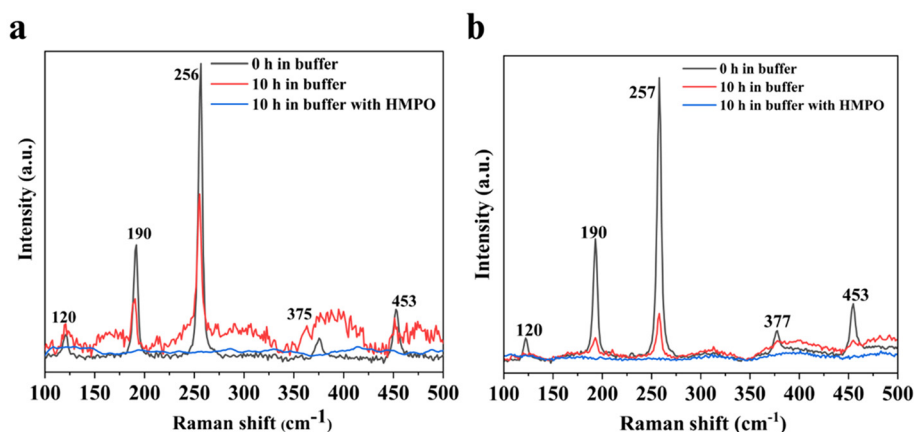 a
256
0 h in buffer
10 h in buffer
10 h in buffer with HMPO
190
120
375
453
Intensity (a.u.)
100 150 200 250 300 350 400 450 500
Raman shift (cm-1)
b
257
0 h in buffer
10 h in buffer
10 h in buffer with HMPO
190
120
377
453
Intensity (a.u.)
100 150 200 250 300 350 400 450 500
Raman shift (cm-1)